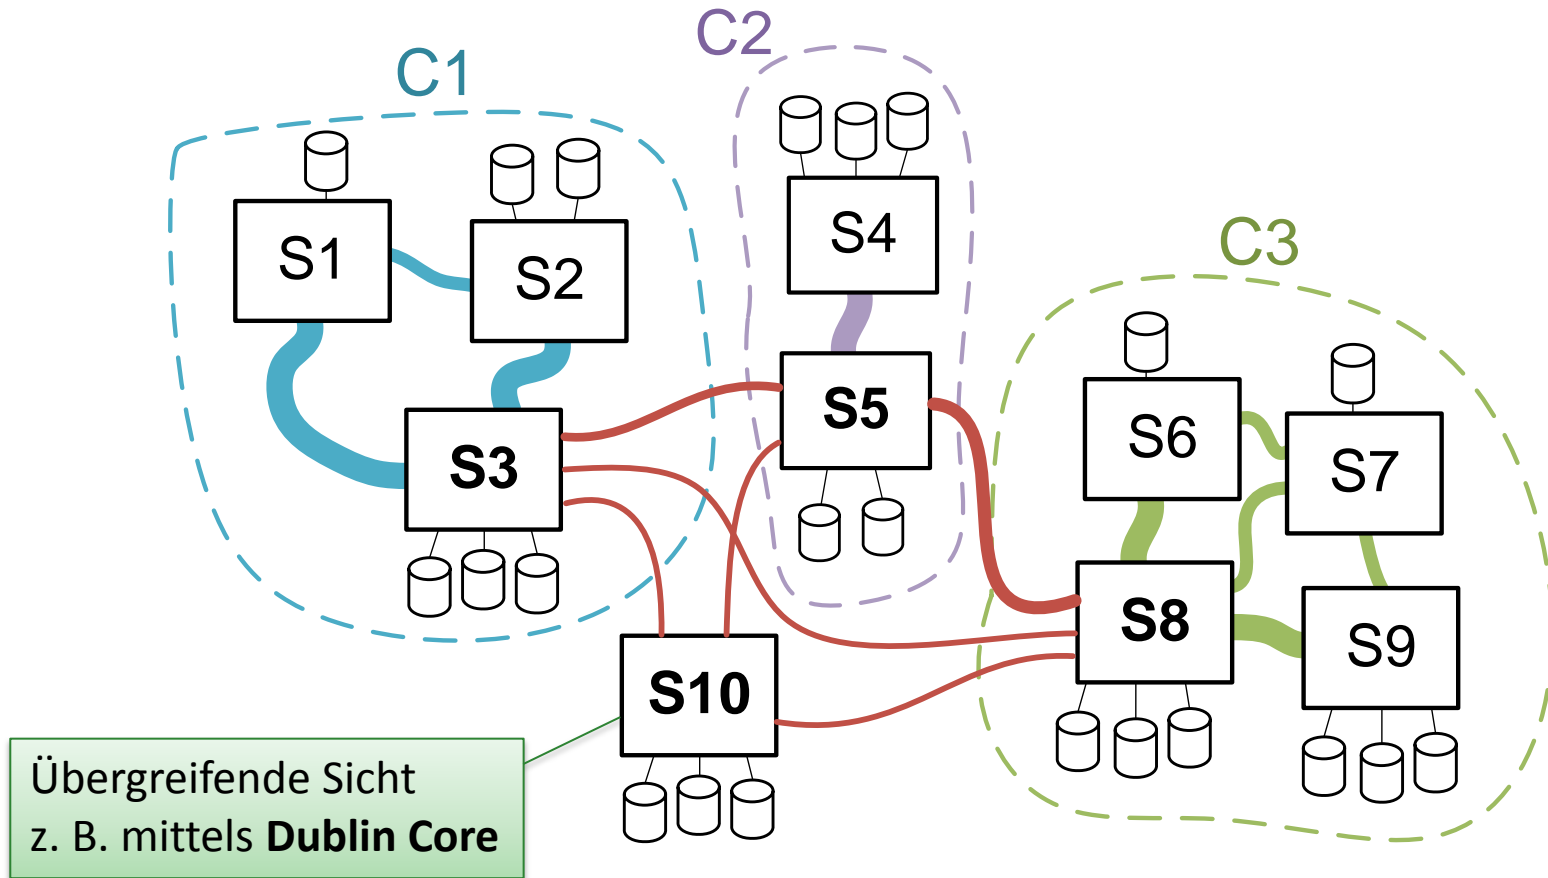 C1
C2
C3
S1
S2
S3
S4
S5
S6
S7
S8
S9
S10
Übergreifende Sicht
z. B. mittels Dublin Core